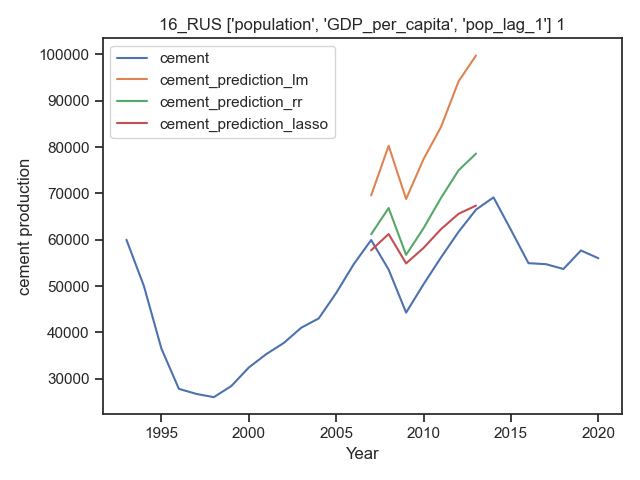 16_RUS ['population', 'GDP_per_capita', 'pop_lag_1'] 1
cement
cement_prediction_lm
cement_prediction_rr
cement_prediction_lasso
cement production
100000
90000
80000
70000
60000
50000
40000
30000
1995
2000
2005
2010
2015
2020
Year